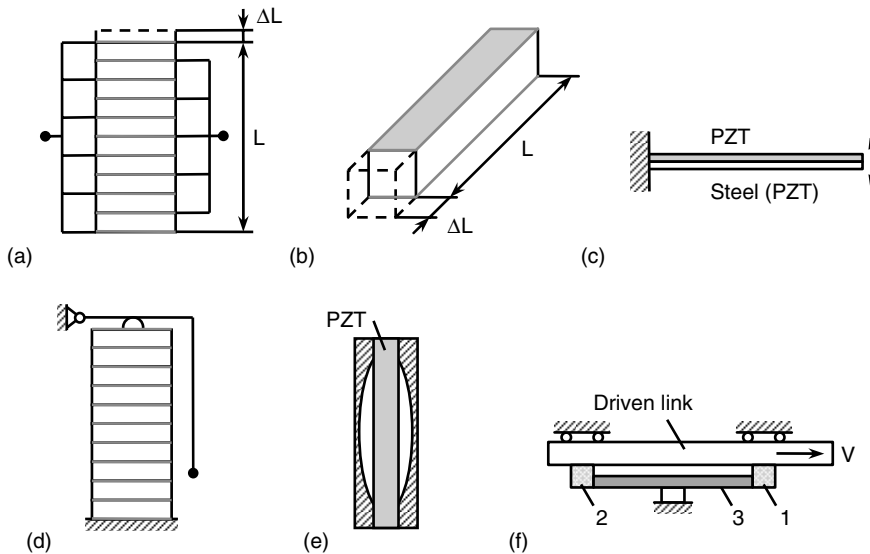 ΔL
L
(a)
L
ΔL
(b)
PZT
Steel (PZT)
(c)
(d)
PZT
(e)
Driven link
V
2
3
1
(f)